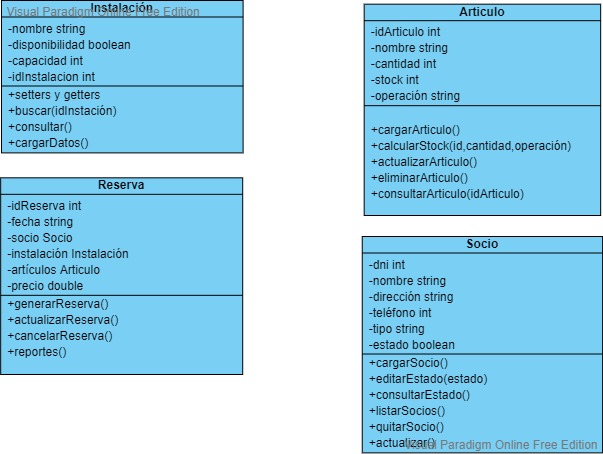 Instalación
Visual Paradigm Online Free Edition
-nombre string
-disponibilidad boolean
-capacidad int
-idInstalacion int
+setters y getters
+buscar(idInstación)
+consultar()
+cargarDatos()
Articulo
-idArticulo int
-nombre string
-cantidad int
-stock int
-operación string
+cargarArticulo()
+calcularStock(id,cantidad,operación)
+actualizarArticulo()
+eliminarArticulo()
+consultarArticulo(idArticulo)
Reserva
-idReserva int
-fecha string
-socio Socio
-instalación Instalación
-artículos Articulo
-precio double
+generarReserva()
+actualizarReserva()
+cancelarReserva()
+reportes()
Socio
-dni int
-nombre string
-dirección string
-teléfono int
-tipo string
-estado boolean
+cargarSocio()
+editarEstado(estado)
+consultarEstado()
+listarSocios()
+quitarSocio()
+actualizar()
Visual Paradigm Online Free Edition